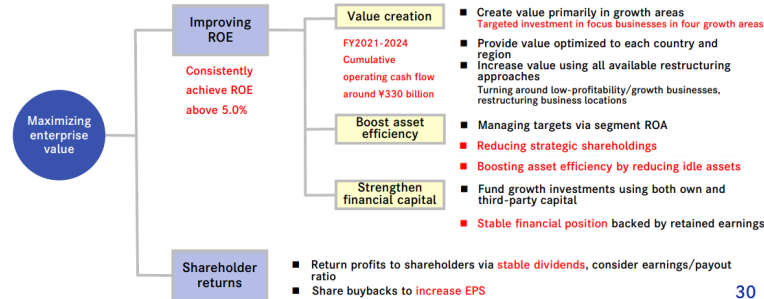 Maximizing
enterprise
value
Improving
ROE
Consistently
achieve ROE
above 5.0%
Value creation
FY2021-2024
Cumulative
operating cash flow
around ¥330 billion
■ Create value primarily in growth areas
Targeted investment in focus businesses in four growth areas
■ Provide value optimized to each country and
region
■ Increase value using all available restructuring
approaches
Turning around low-profitability/growth businesses,
restructuring business locations
Boost asset
efficiency
■ Managing targets via segment ROA
■ Reducing strategic shareholdings
■ Boosting asset efficiency by reducing idle assets
Strengthen
financial capital
■ Fund growth investments using both own and
third-party capital
■ Stable financial position backed by retained earnings
Shareholder
returns
■ Return profits to shareholders via stable dividends, consider earnings/payout
ratio
■ Share buybacks to increase EPS
30